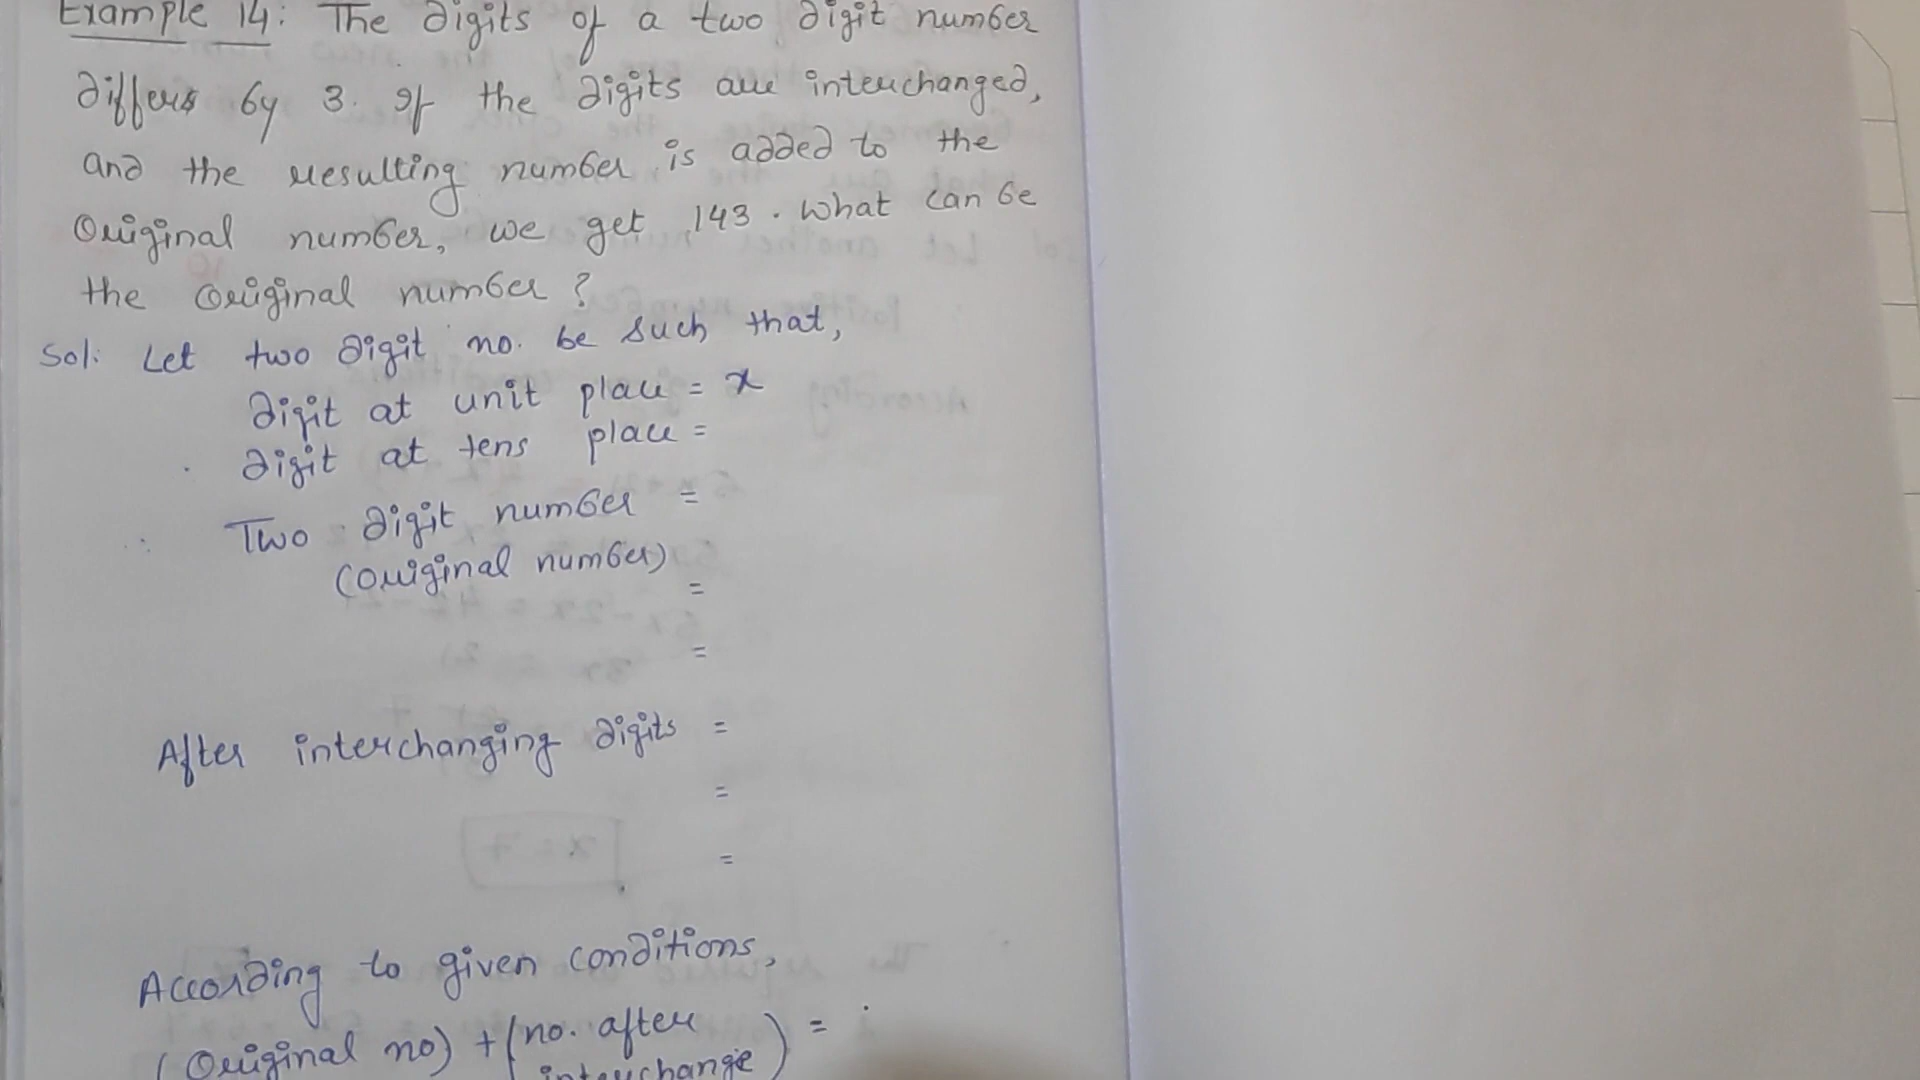 Example 14: The digits of a two digit number
differs by 3. If the digits are interchanged,
and the resulting number is added to the
Original number, we get 143. What can be
the Original number?
Sol: Let two digit no. be such that,
digit at unit place = x
digit at tens place =
∴ Two digit number =
(Original number)
=
=
After interchanging digits =
=
=
According to given conditions,
(Original no) + (no. after interchange) =